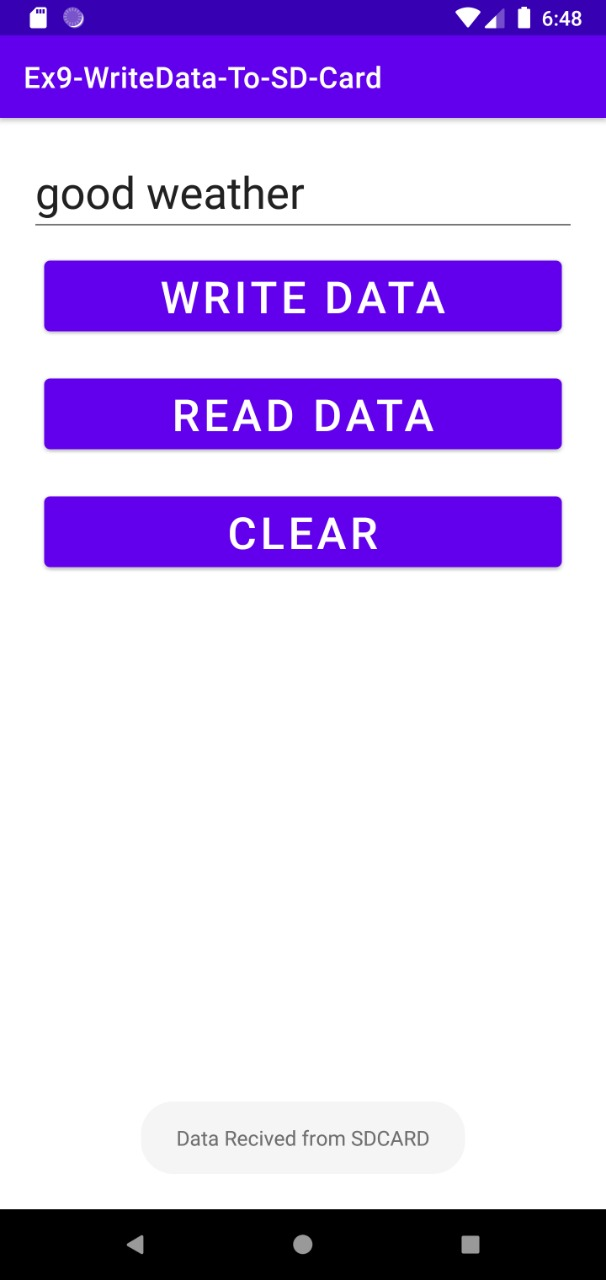 6:48
Ex9-WriteData-To-SD-Card
good weather
WRITE DATA
READ DATA
CLEAR
Data Recived from SDCARD